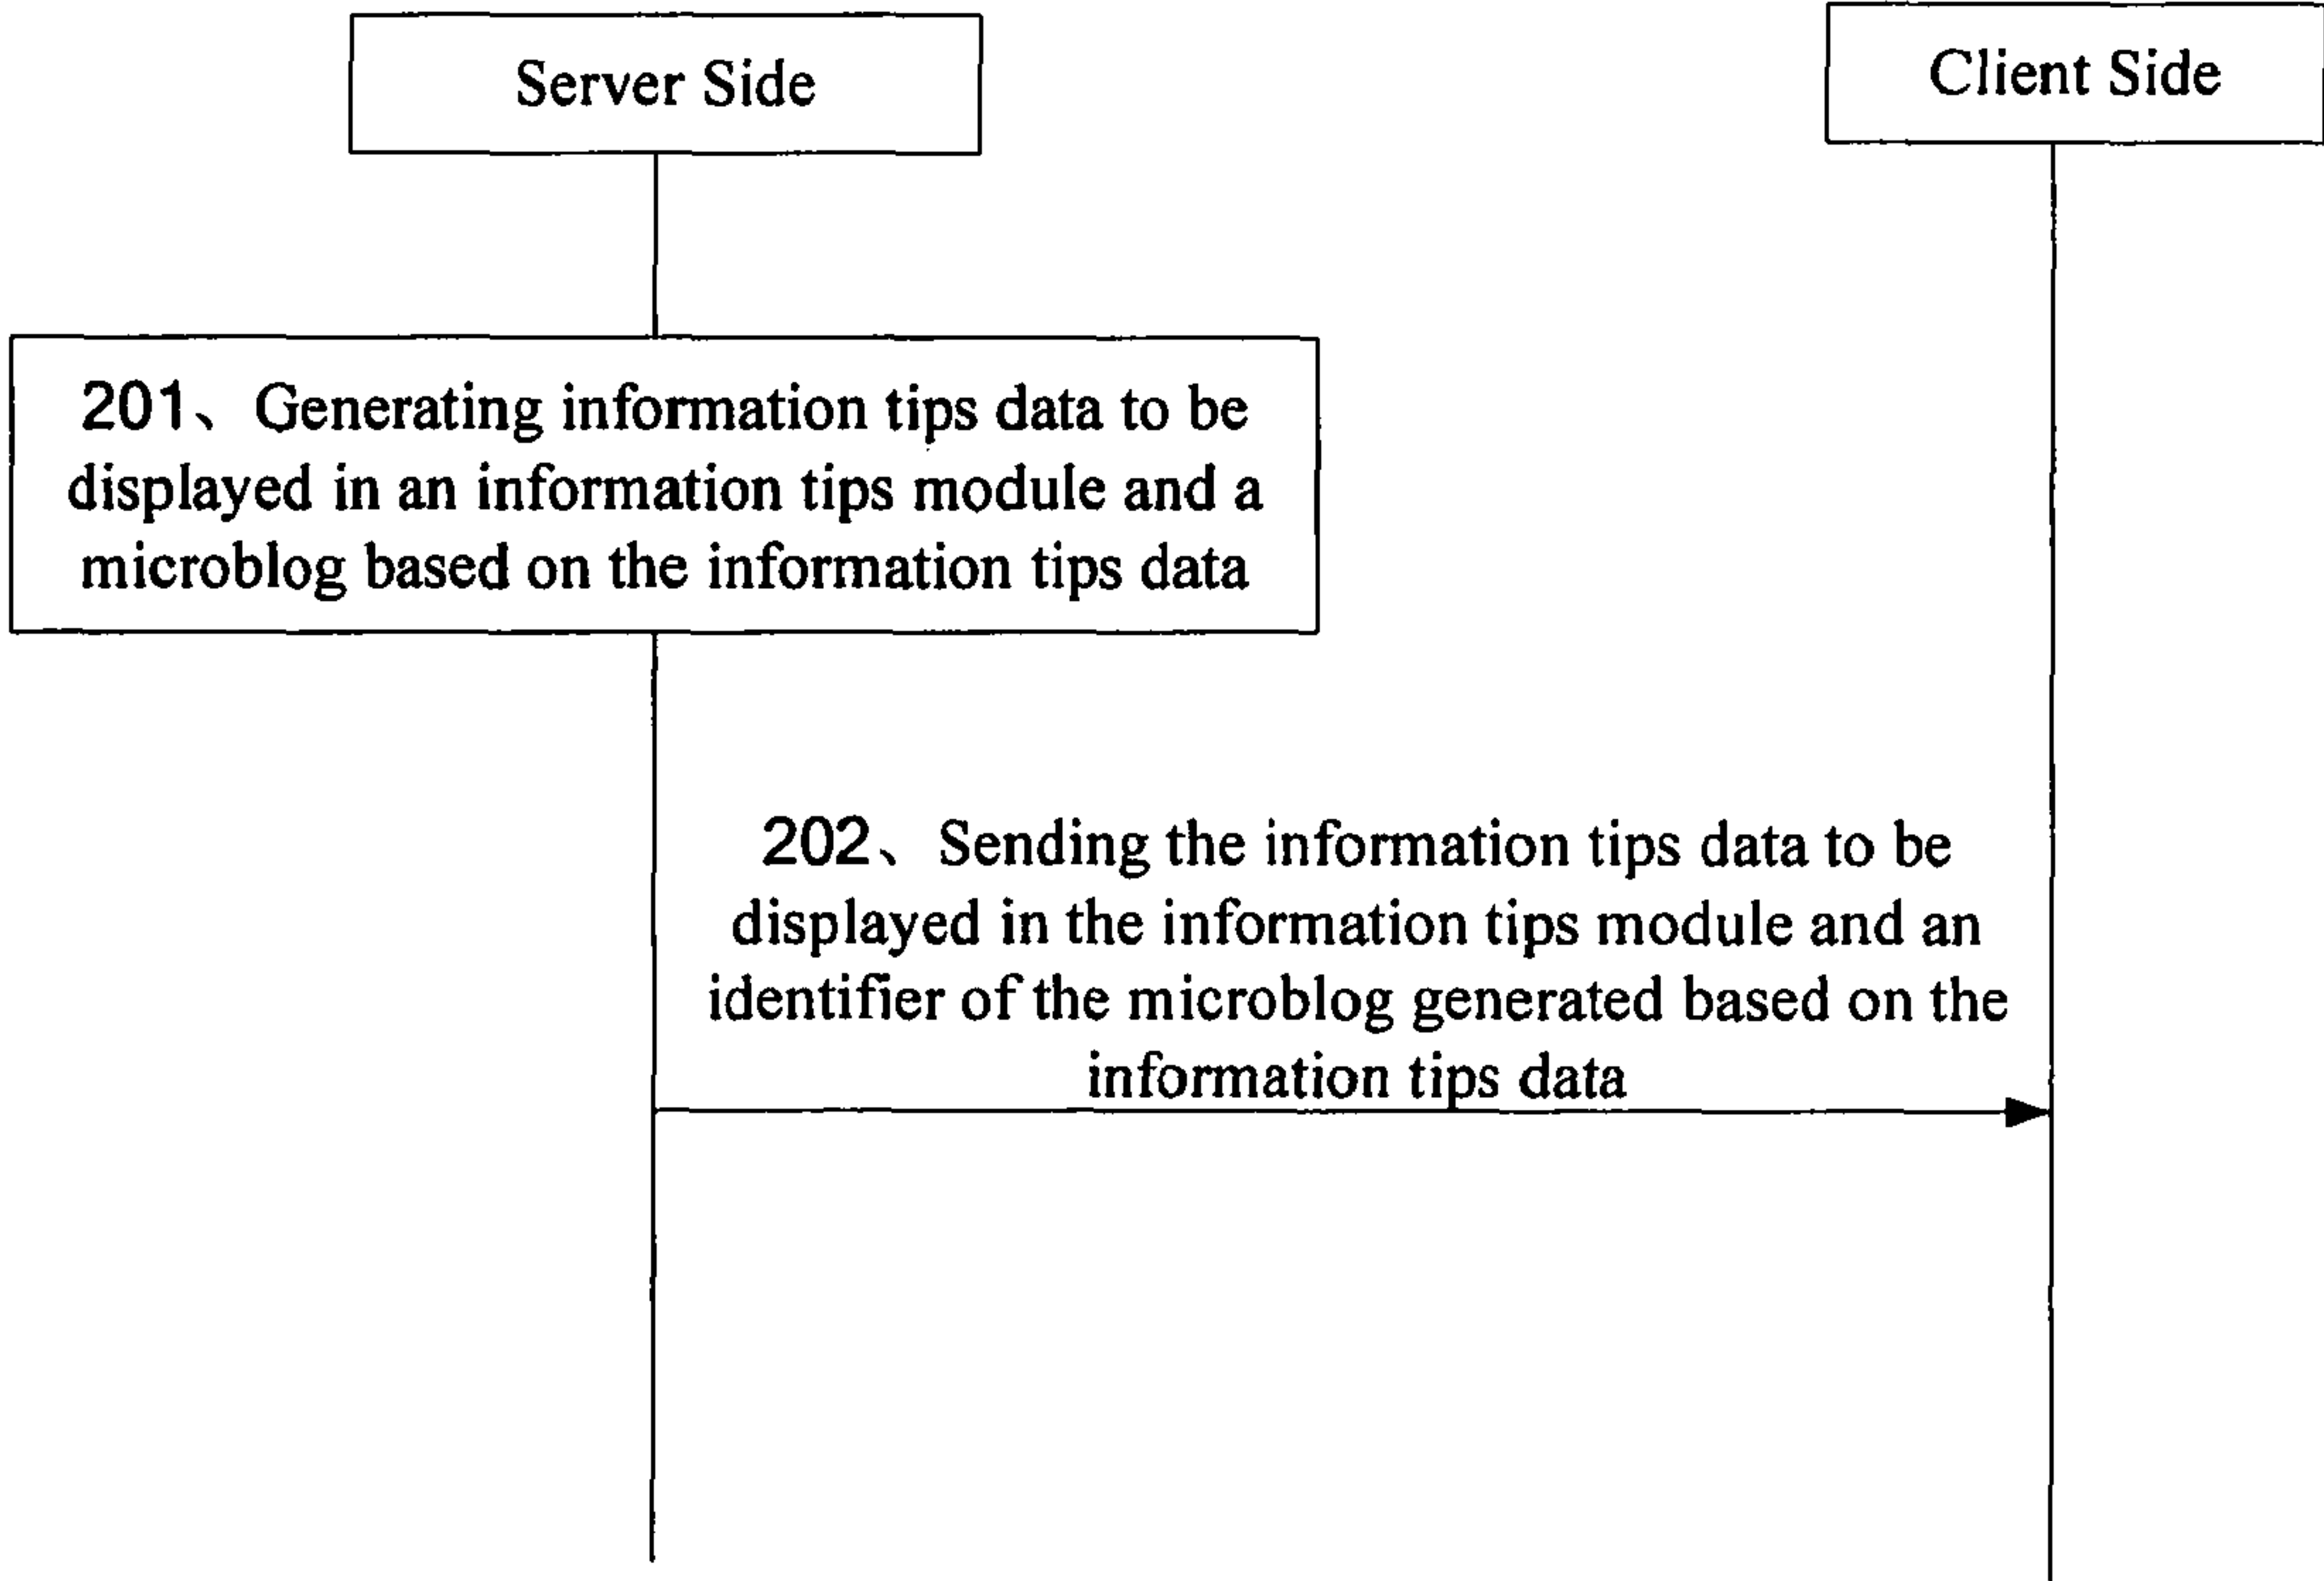 Server Side
Client Side
201、 Generating information tips data to be
displayed in an information tips module and a
microblog based on the information tips data
202、 Sending the information tips data to be
displayed in the information tips module and an
identifier of the microblog generated based on the
information tips data